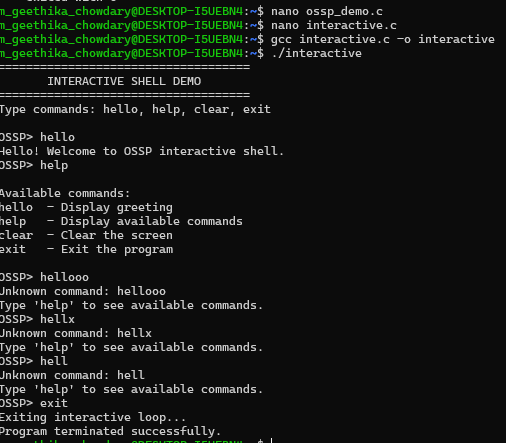 m_geethika_chowdary@DESKTOP-I5UEBN4:~$ nano ossp_demo.c
m_geethika_chowdary@DESKTOP-I5UEBN4:~$ nano interactive.c
m_geethika_chowdary@DESKTOP-I5UEBN4:~$ gcc interactive.c -o interactive
m_geethika_chowdary@DESKTOP-I5UEBN4:~$ ./interactive
====================================
INTERACTIVE SHELL DEMO
====================================
Type commands: hello, help, clear, exit
OSSP> hello
Hello! Welcome to OSSP interactive shell.
OSSP> help
Available commands:
hello - Display greeting
help - Display available commands
clear - Clear the screen
exit - Exit the program
OSSP> hellooo
Unknown command: hellooo
Type 'help' to see available commands.
OSSP> hellx
Unknown command: hellx
Type 'help' to see available commands.
OSSP> hell
Unknown command: hell
Type 'help' to see available commands.
OSSP> exit
Exiting interactive loop...
Program terminated successfully.
m_geethika_chowdary@DESKTOP-I5UEBN4:~$